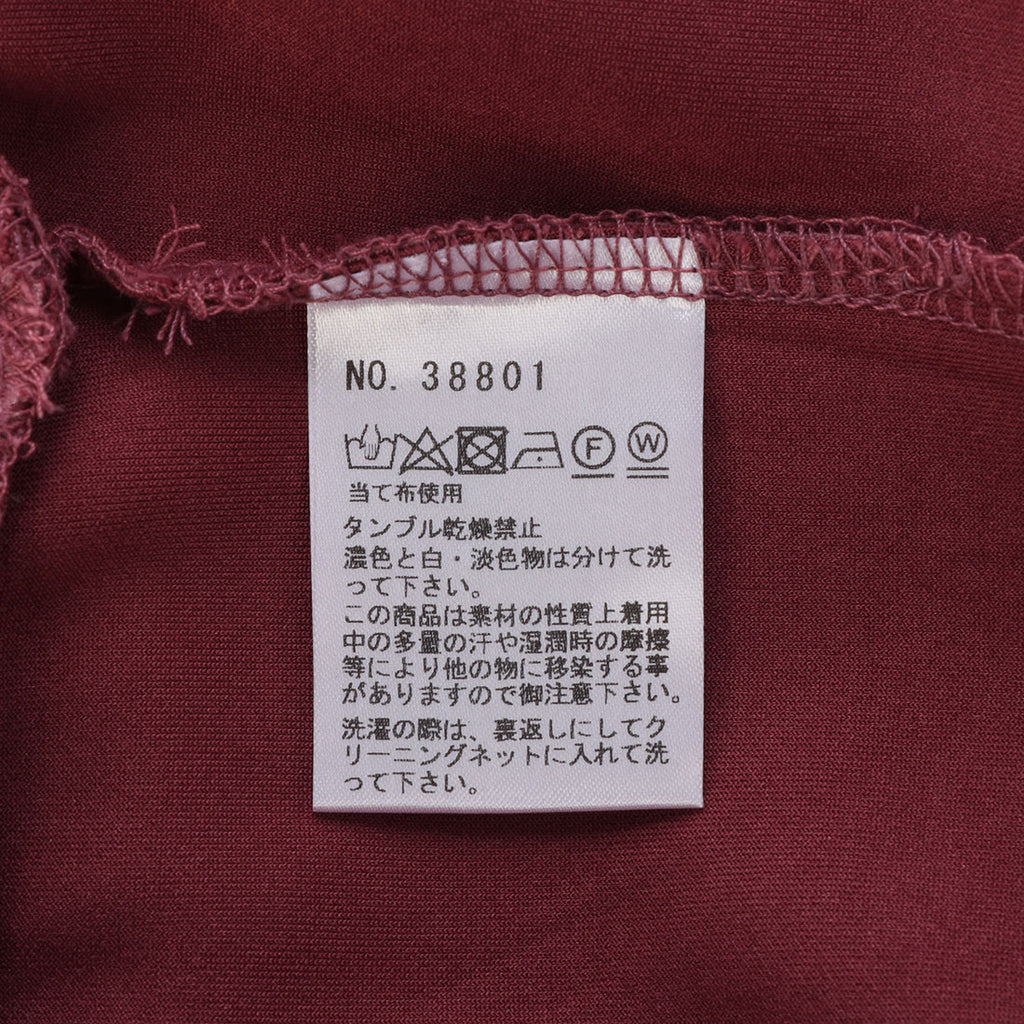 NO. 38801
F W
当て布使用
タンブル乾燥禁止
濃色と白・淡色物は分けて洗
って下さい。
この商品は素材の性質上着用
中の多量の汗や湿潤時の摩擦
等により他の物に移染する事
がありますので御注意下さい。
洗濯の際は、裏返しにしてク
リーニングネットに入れて洗
って下さい。